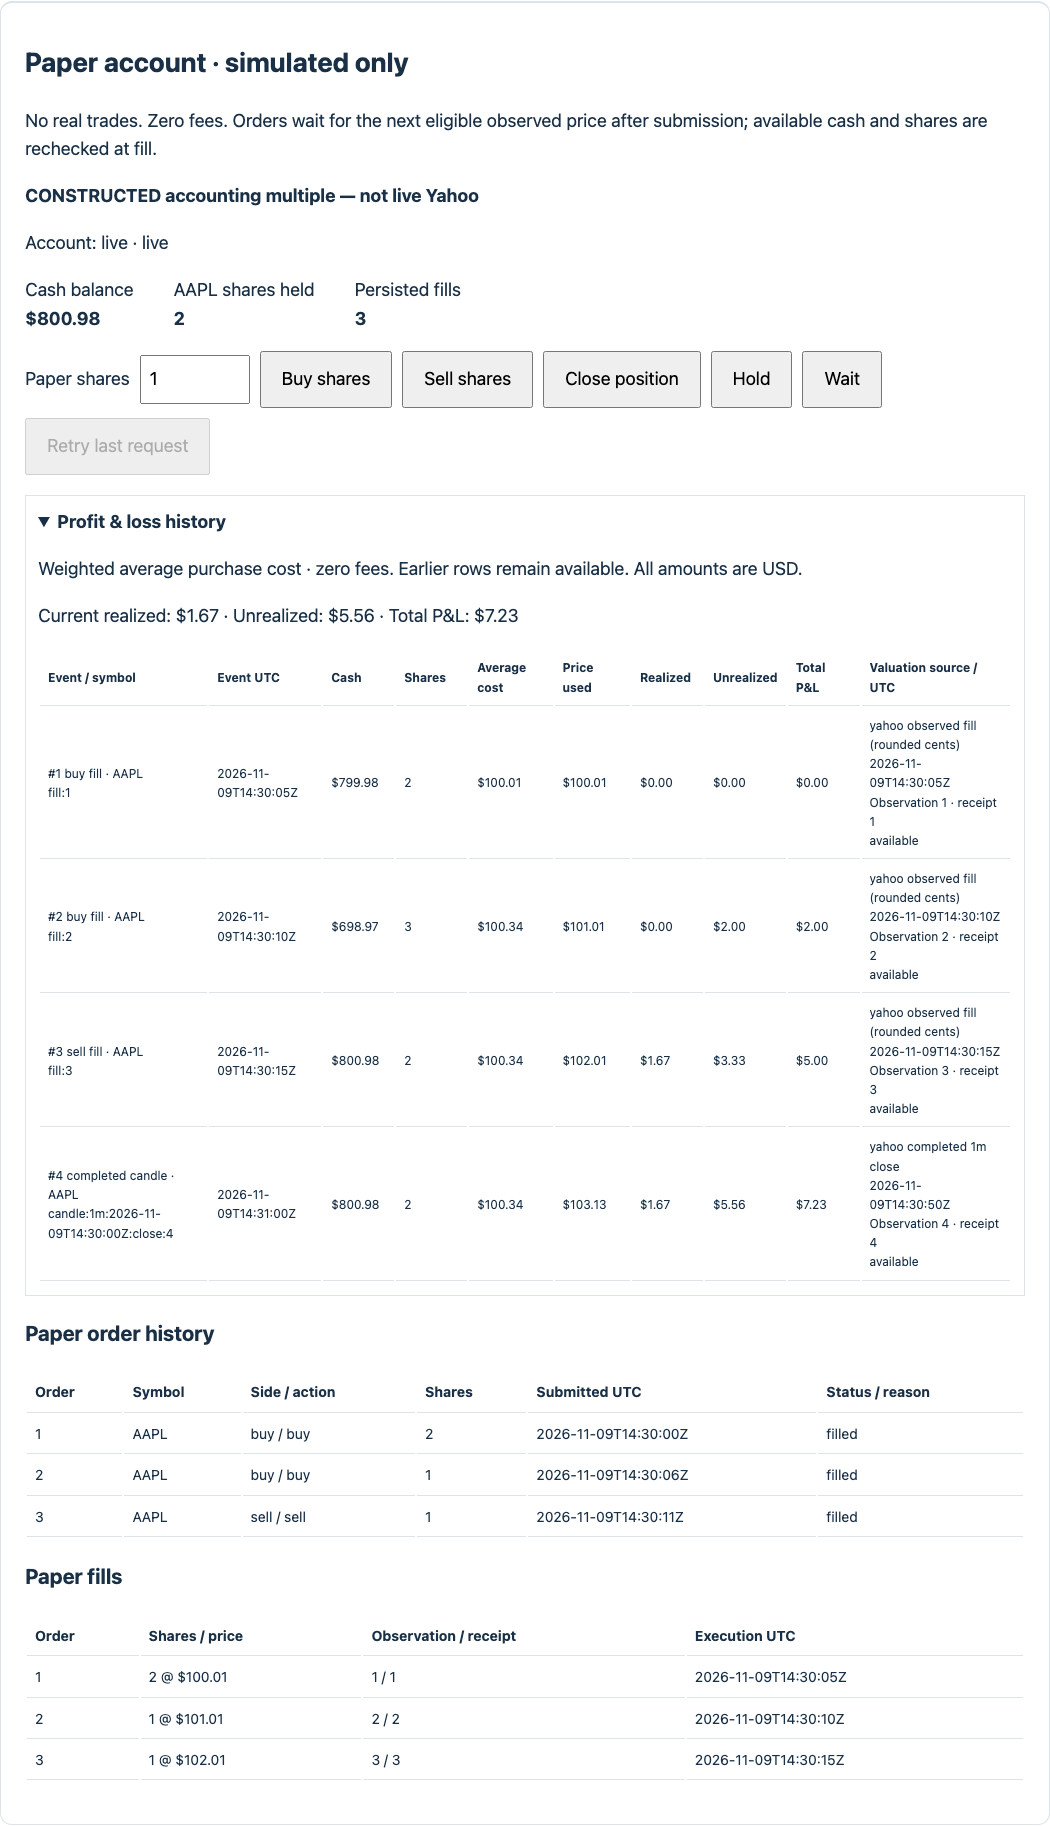 Paper account · simulated only
No real trades. Zero fees. Orders wait for the next eligible observed price after submission; available cash and shares are
rechecked at fill.
CONSTRUCTED accounting multiple — not live Yahoo
Account: live · live
Cash balance AAPL shares held Persisted fills
$800.98 2 3
Paper shares 1 Buy shares Sell shares Close position Hold Wait
Retry last request
▼ Profit & loss history
Weighted average purchase cost · zero fees. Earlier rows remain available. All amounts are USD.
Current realized: $1.67 · Unrealized: $5.56 · Total P&L: $7.23
Event / symbol Event UTC Cash Shares Average cost Price used Realized Unrealized Total P&L Valuation source / UTC
#1 buy fill · AAPL
fill:1
2026-11-
09T14:30:05Z
$799.98 2 $100.01 $100.01 $0.00 $0.00 $0.00
yahoo observed fill
(rounded cents)
2026-11-
09T14:30:05Z
Observation 1 · receipt
1
available
#2 buy fill · AAPL
fill:2
2026-11-
09T14:30:10Z
$698.97 3 $100.34 $101.01 $0.00 $2.00 $2.00
yahoo observed fill
(rounded cents)
2026-11-09T14:30:10Z
Observation 2 · receipt
2
available
#3 sell fill · AAPL
fill:3
2026-11-
09T14:30:15Z
$800.98 2 $100.34 $102.01 $1.67 $3.33 $5.00
yahoo observed fill
(rounded cents)
2026-11-09T14:30:15Z
Observation 3 · receipt
3
available
#4 completed candle ·
AAPL
candle:1m:2026-11-
09T14:30:00Z:close:4
2026-11-
09T14:31:00Z
$800.98 2 $100.34 $103.13 $1.67 $5.56 $7.23
yahoo completed 1m
close
2026-11-
09T14:30:50Z
Observation 4 · receipt
4
available
Paper order history
Order Symbol Side / action Shares Submitted UTC Status / reason
1 AAPL buy / buy 2 2026-11-09T14:30:00Z filled
2 AAPL buy / buy 1 2026-11-09T14:30:06Z filled
3 AAPL sell / sell 1 2026-11-09T14:30:11Z filled
Paper fills
Order Shares / price Observation / receipt Execution UTC
1 2 @ $100.01 1 / 1 2026-11-09T14:30:05Z
2 1 @ $101.01 2 / 2 2026-11-09T14:30:10Z
3 1 @ $102.01 3 / 3 2026-11-09T14:30:15Z